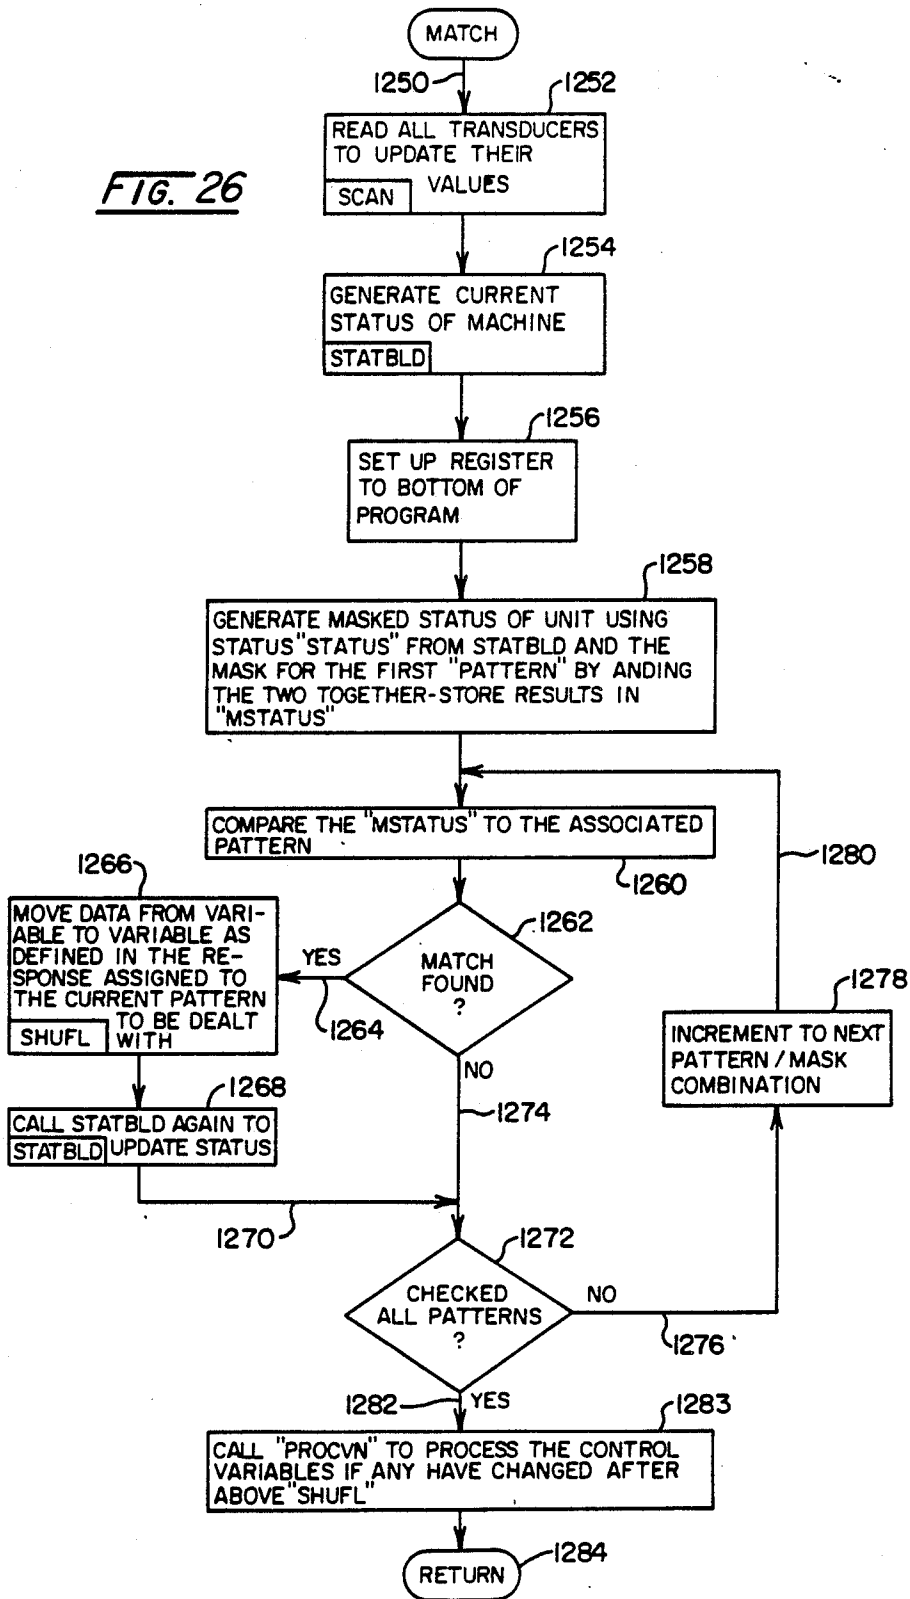 MATCH
1250
1252
READ ALL TRANSDUCERS
TO UPDATE THEIR
VALUES
SCAN
FIG. 26
1254
GENERATE CURRENT
STATUS OF MACHINE
STATBLD
1256
SET UP REGISTER
TO BOTTOM OF
PROGRAM
1258
GENERATE MASKED STATUS OF UNIT USING
STATUS"STATUS" FROM STATBLD AND THE
MASK FOR THE FIRST "PATTERN" BY ANDING
THE TWO TOGETHER-STORE RESULTS IN
"MSTATUS"
COMPARE THE "MSTATUS" TO THE ASSOCIATED
PATTERN
1260
1280
1266
MOVE DATA FROM VARI-
ABLE TO VARIABLE AS
DEFINED IN THE RE-
SPONSE ASSIGNED TO
THE CURRENT PATTERN
TO BE DEALT
WITH
SHUFL
YES
1264
1262
MATCH
FOUND
?
NO
1274
1278
INCREMENT TO NEXT
PATTERN / MASK
COMBINATION
1268
CALL STATBLD AGAIN TO
STATBLD UPDATE STATUS
1270
1272
CHECKED
ALL PATTERNS
?
NO
1276
1282
YES
1283
CALL "PROCVN" TO PROCESS THE CONTROL
VARIABLES IF ANY HAVE CHANGED AFTER
ABOVE "SHUFL"
RETURN
1284